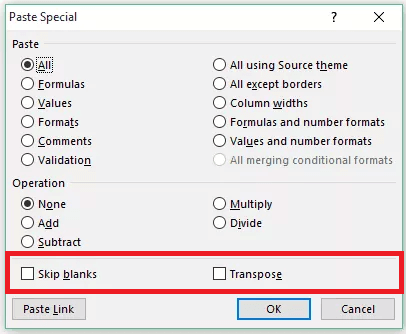 Paste Special
Paste
All
All using Source theme
Formulas
All except borders
Values
Column widths
Formats
Formulas and number formats
Comments
Values and number formats
Validation
All merging conditional formats
Operation
None
Multiply
Add
Divide
Subtract
Skip blanks
Transpose
Paste Link
OK
Cancel